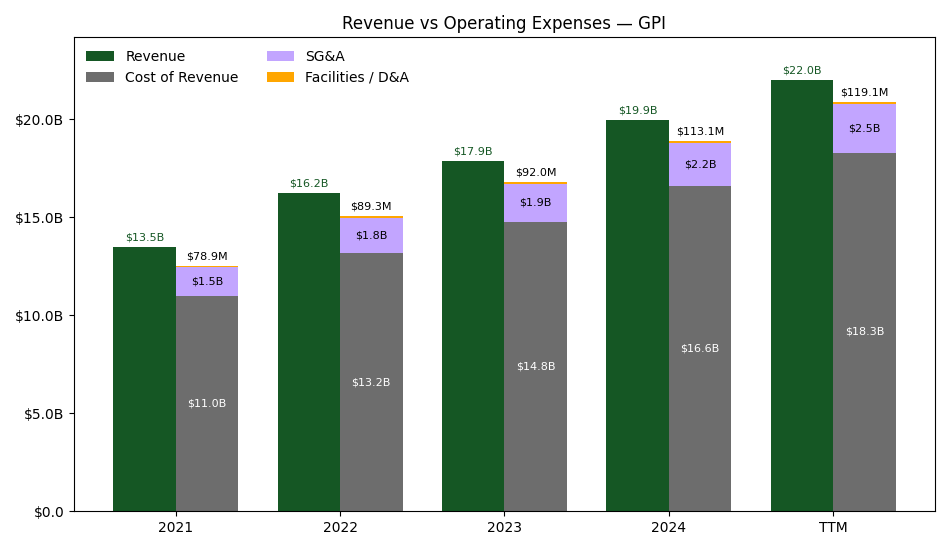 Revenue vs Operating Expenses — GPI
Revenue
Cost of Revenue
SG&A
Facilities / D&A
$20.0B
$15.0B
$10.0B
$5.0B
$0.0
$13.5B
$78.9M
$1.5B
$11.0B
$16.2B
$89.3M
$1.8B
$13.2B
$17.9B
$92.0M
$1.9B
$14.8B
$19.9B
$113.1M
$2.2B
$16.6B
$22.0B
$119.1M
$2.5B
$18.3B
2021
2022
2023
2024
TTM